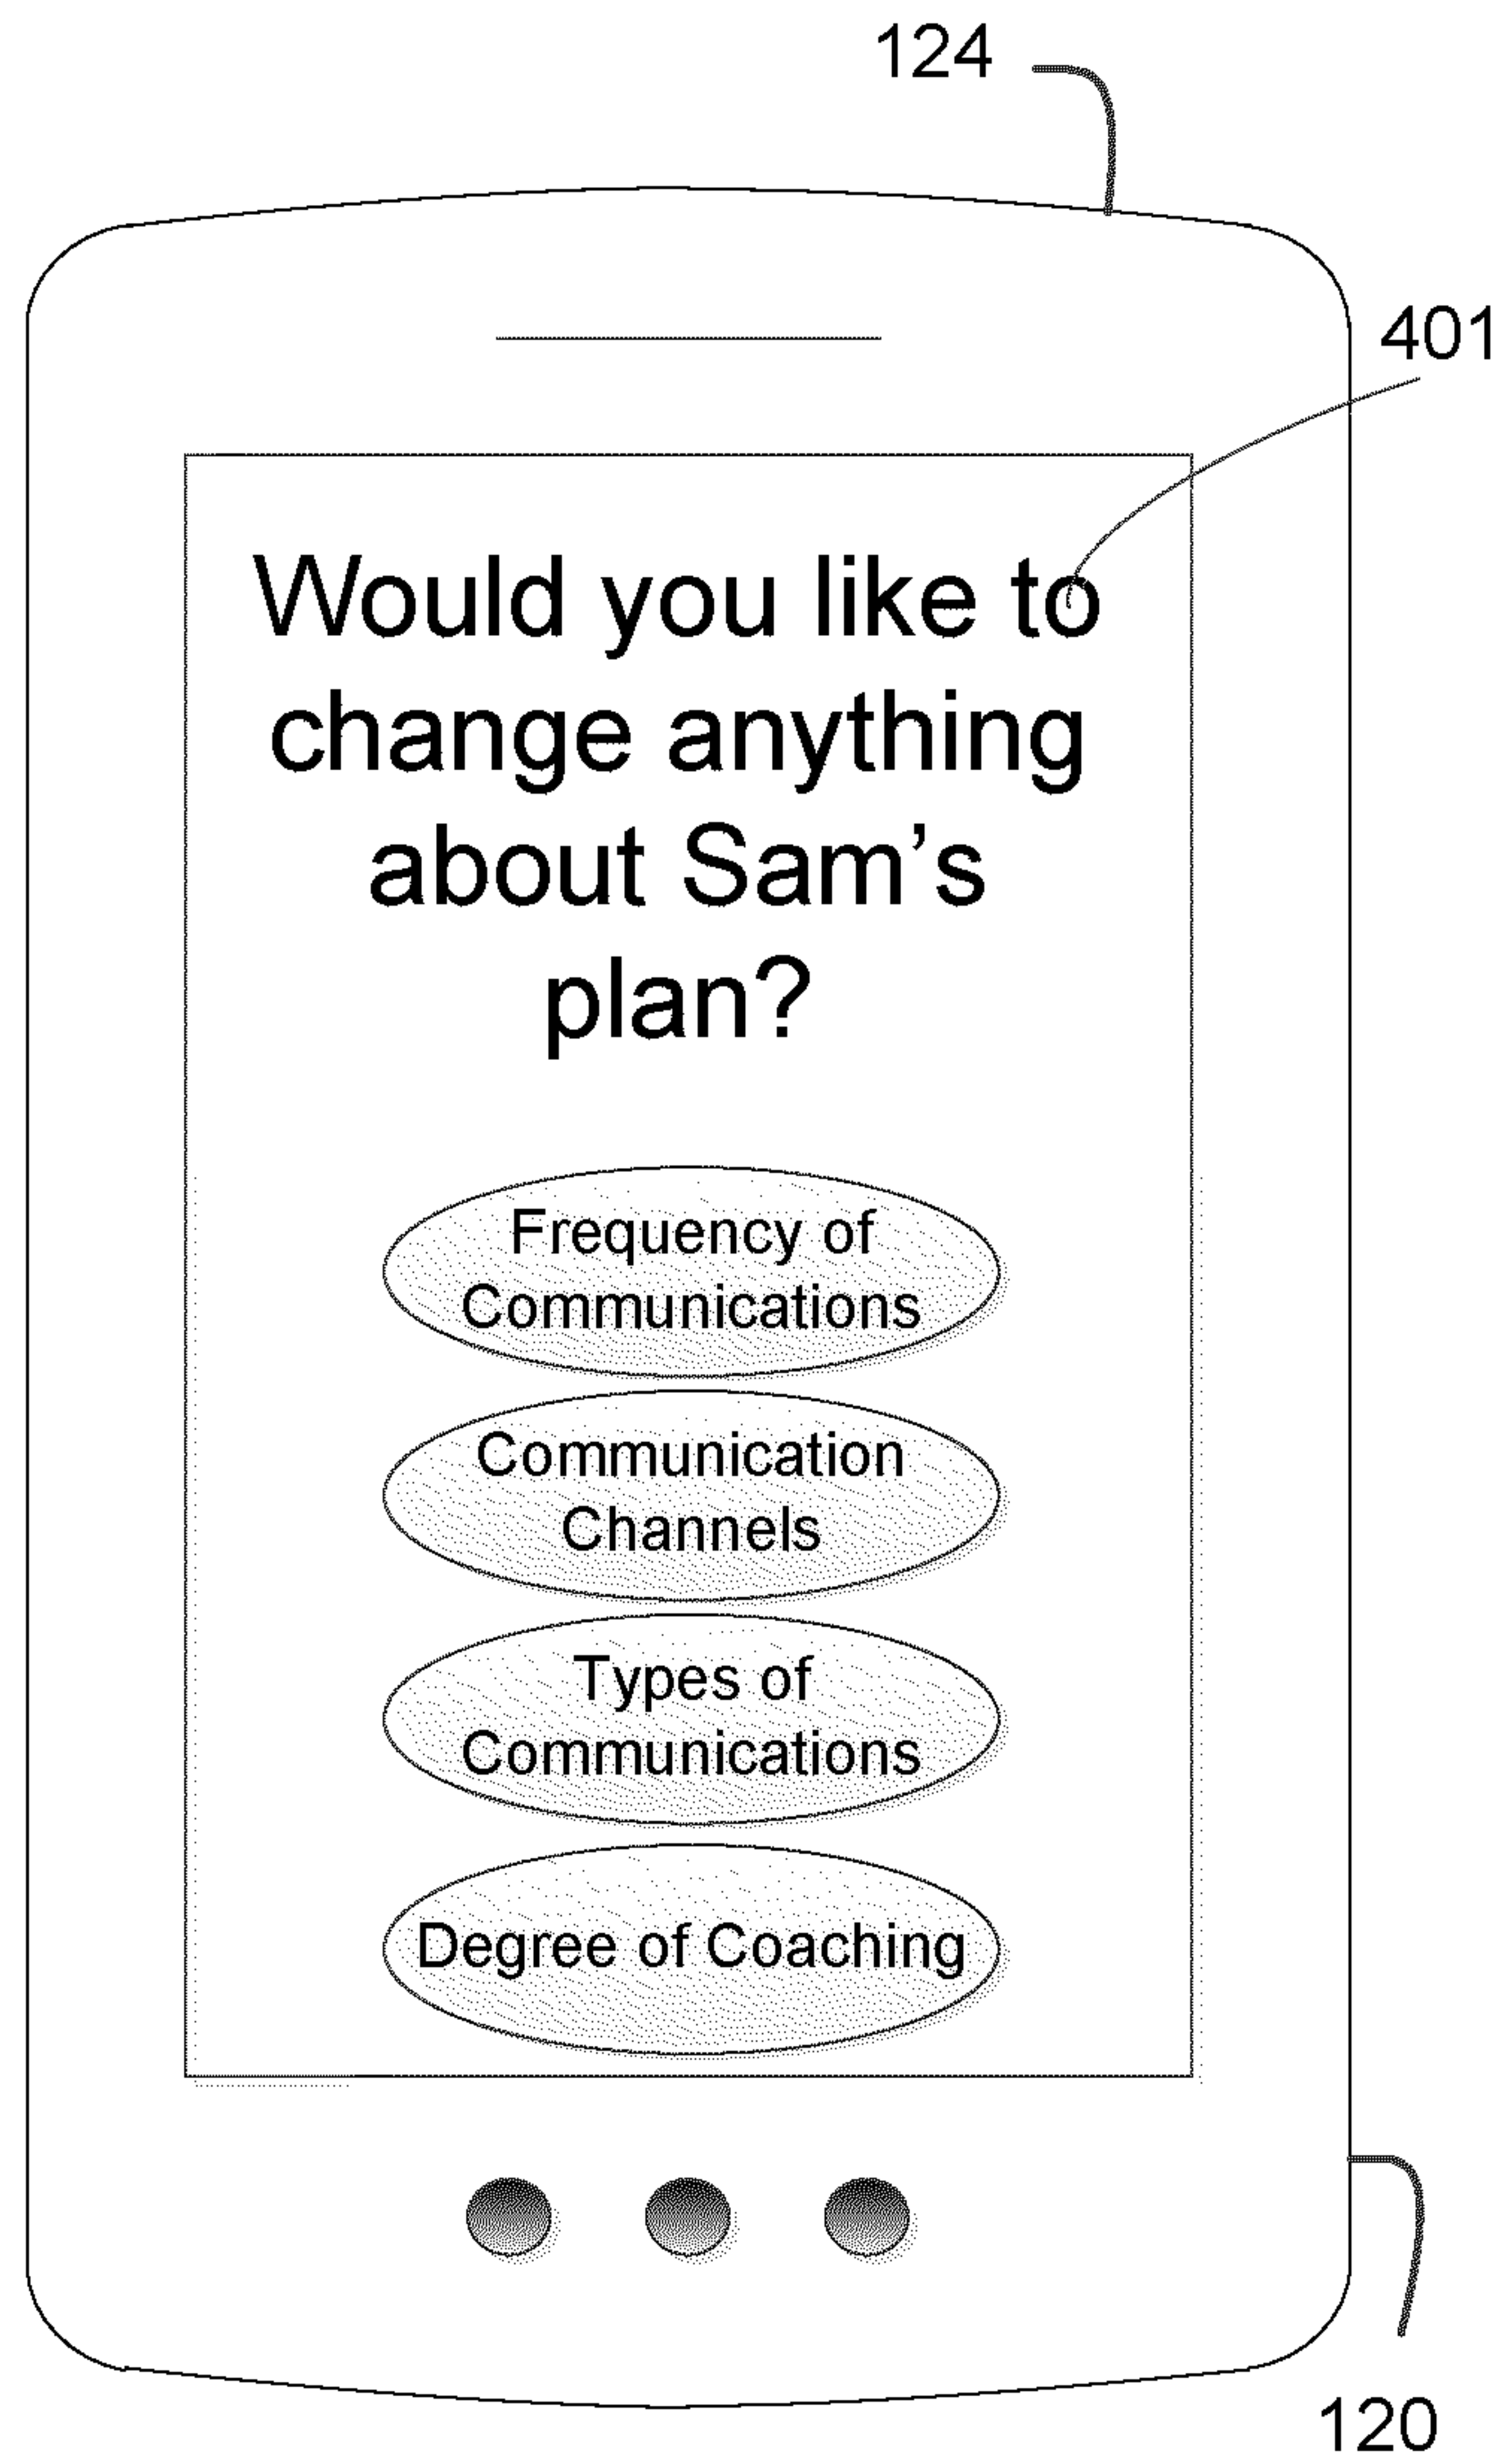 124
401
Would you like to
change anything
about Sam’s
plan?
Frequency of
Communications
Communication
Channels
Types of
Communications
Degree of Coaching
120